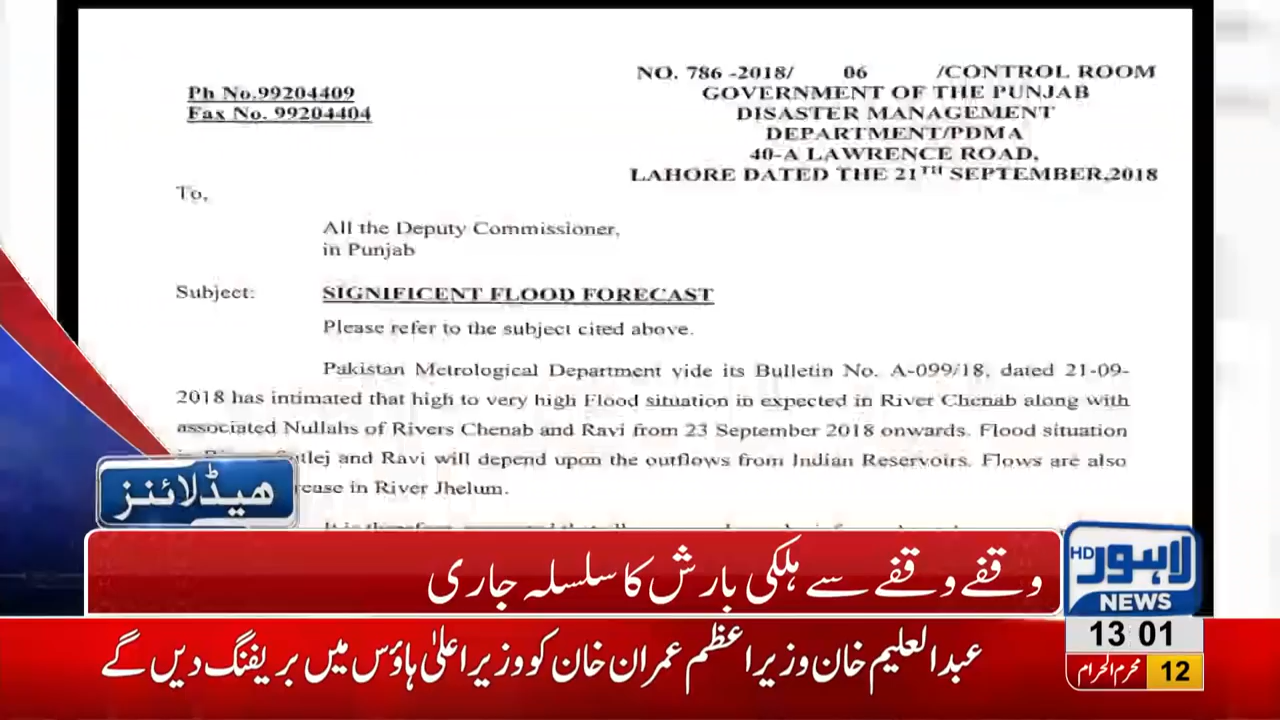 NO. 786 -2018/ 06 /CONTROL ROOM
GOVERNMENT OF THE PUNJAB
DISASTER MANAGEMENT
DEPARTMENT/PDMA
40-A LAWRENCE ROAD,
LAHORE DATED THE 21TH SEPTEMBER,2018
Ph No.99204409
Fax No. 99204404
To,
All the Deputy Commissioner,
in Punjab
Subject: SIGNIFICENT FLOOD FORECAST
Please refer to the subject cited above.
Pakistan Metrological Department vide its Bulletin No. A-099/18, dated 21-09-
2018 has intimated that high to very high Flood situation in expected in River Chenab along with
associated Nullahs of Rivers Chenab and Ravi from 23 September 2018 onwards. Flood situation
and Ravi will depend upon the outflows from Indian Reservoirs. Flows are also
in River Jhelum.
ہیڈلائنز
وقفے وقفے سے ہلکی بارش کا سلسلہ جاری
HD لاہور
NEWS
13 01
محرم الحرام 12
عبدالعلیم خان وزیراعظم عمران خان کو وزیراعلیٰ ہاؤس میں بریفنگ دیں گے